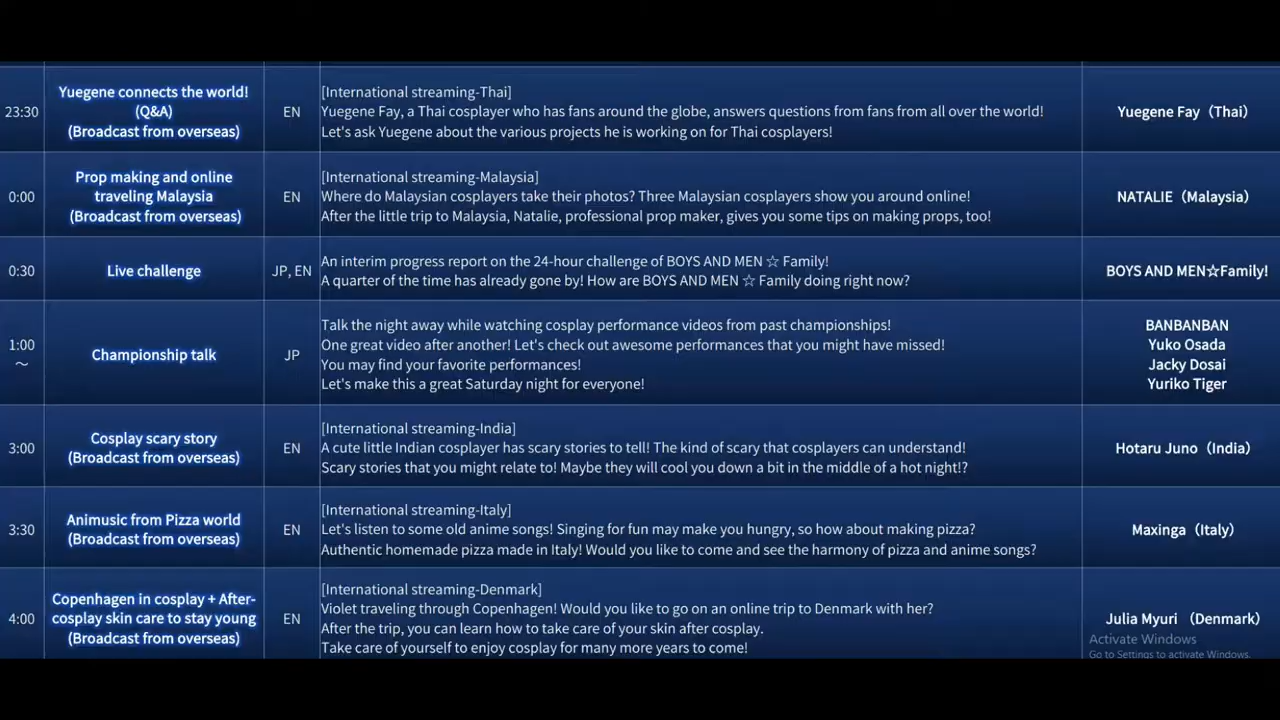 23:30
Yuegene connects the world!
(Q&A)
(Broadcast from overseas)
EN
[International streaming-Thai]
Yuegene Fay, a Thai cosplayer who has fans around the globe, answers questions from fans from all over the world!
Let's ask Yuegene about the various projects he is working on for Thai cosplayers!
Yuegene Fay（Thai）
0:00
Prop making and online
traveling Malaysia
(Broadcast from overseas)
EN
[International streaming-Malaysia]
Where do Malaysian cosplayers take their photos? Three Malaysian cosplayers show you around online!
After the little trip to Malaysia, Natalie, professional prop maker, gives you some tips on making props, too!
NATALIE（Malaysia）
0:30
Live challenge
JP, EN
An interim progress report on the 24-hour challenge of BOYS AND MEN ☆ Family!
A quarter of the time has already gone by! How are BOYS AND MEN ☆ Family doing right now?
BOYS AND MEN☆Family!
1:00
～
Championship talk
JP
Talk the night away while watching cosplay performance videos from past championships!
One great video after another! Let's check out awesome performances that you might have missed!
You may find your favorite performances!
Let's make this a great Saturday night for everyone!
BANBANBAN
Yuko Osada
Jacky Dosai
Yuriko Tiger
3:00
Cosplay scary story
(Broadcast from overseas)
EN
[International streaming-India]
A cute little Indian cosplayer has scary stories to tell! The kind of scary that cosplayers can understand!
Scary stories that you might relate to! Maybe they will cool you down a bit in the middle of a hot night!?
Hotaru Juno（India）
3:30
Animusic from Pizza world
(Broadcast from overseas)
EN
[International streaming-Italy]
Let's listen to some old anime songs! Singing for fun may make you hungry, so how about making pizza?
Authentic homemade pizza made in Italy! Would you like to come and see the harmony of pizza and anime songs?
Maxinga（Italy）
4:00
Copenhagen in cosplay + After-
cosplay skin care to stay young
(Broadcast from overseas)
EN
[International streaming-Denmark]
Violet traveling through Copenhagen! Would you like to go on an online trip to Denmark with her?
After the trip, you can learn how to take care of your skin after cosplay.
Take care of yourself to enjoy cosplay for many more years to come!
Julia Myuri （Denmark）
Activate Windows
Go to Settings to activate Windows.